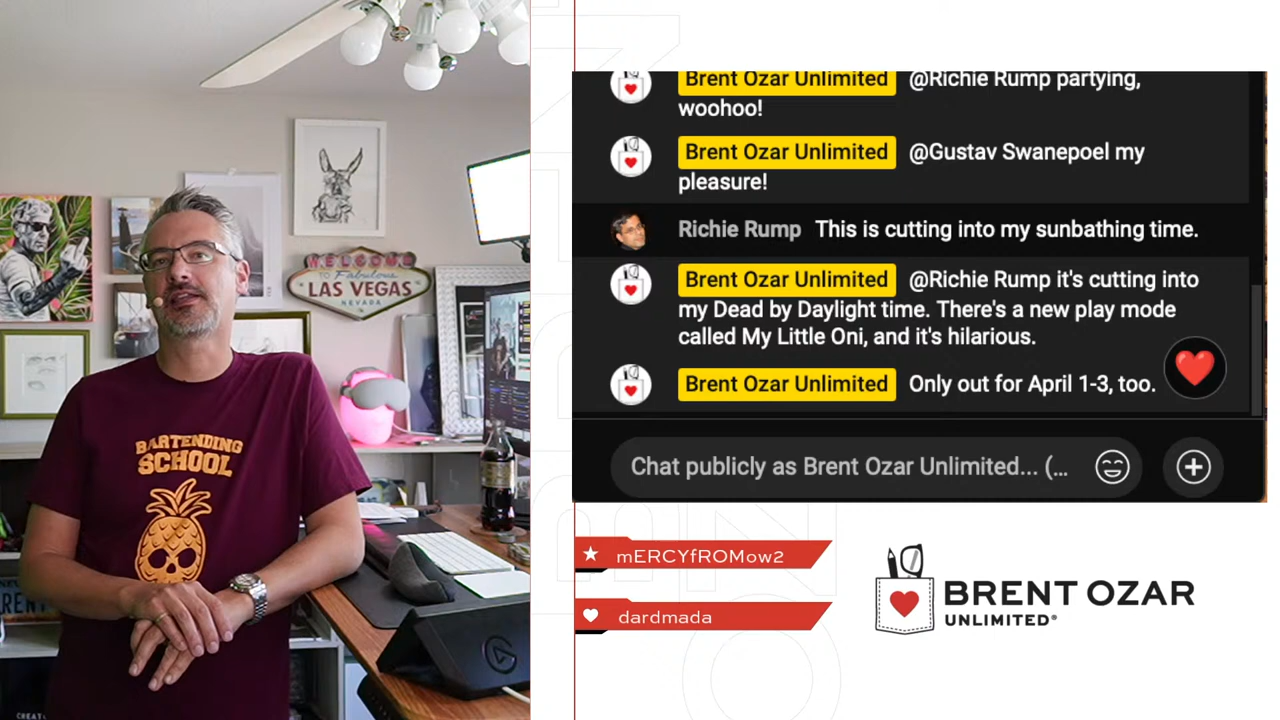 WELCOME
TO Fabulous
LAS VEGAS
NEVADA
BARTENDING
SCHOOL
Brent Ozar Unlimited @Richie Rump partying,
woohoo!
Brent Ozar Unlimited @Gustav Swanepoel my
pleasure!
Richie Rump This is cutting into my sunbathing time.
Brent Ozar Unlimited @Richie Rump it's cutting into
my Dead by Daylight time. There's a new play mode
called My Little Oni, and it's hilarious.
Brent Ozar Unlimited Only out for April 1-3, too.
Chat publicly as Brent Ozar Unlimited... (...
mERCYfROMow2
dardmada
BRENT OZAR
UNLIMITED®